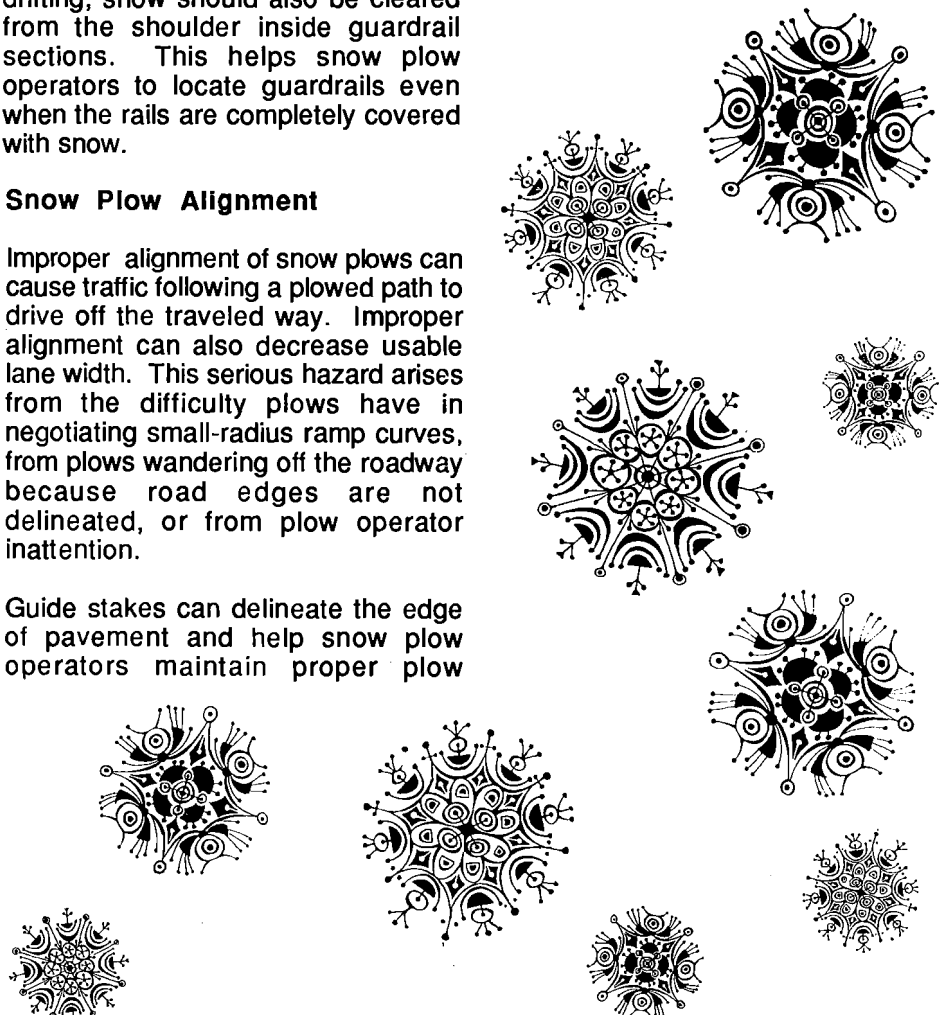 drifting, snow should also be cleared
from the shoulder inside guardrail
sections. This helps snow plow
operators to locate guardrails even
when the rails are completely covered
with snow.
Snow Plow Alignment
Improper alignment of snow plows can
cause traffic following a plowed path to
drive off the traveled way. Improper
alignment can also decrease usable
lane width. This serious hazard arises
from the difficulty plows have in
negotiating small-radius ramp curves,
from plows wandering off the roadway
because road edges are not
delineated, or from plow operator
inattention.
Guide stakes can delineate the edge
of pavement and help snow plow
operators maintain proper plow